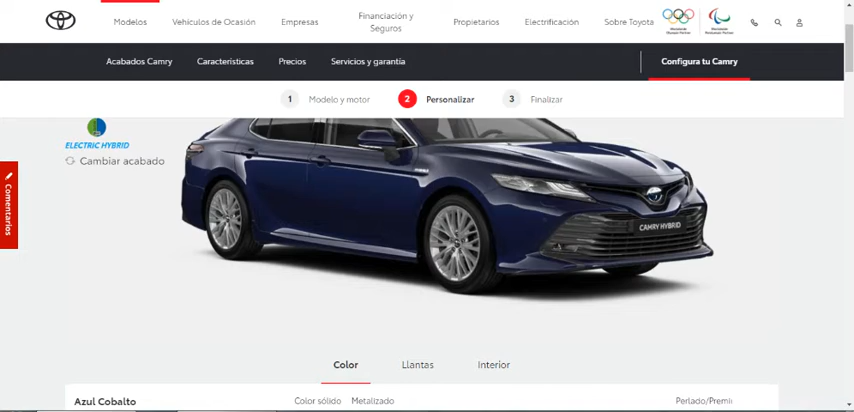 Modelos
Vehículos de Ocasión
Empresas
Financiación y
Seguros
Propietarios
Electrificación
Sobre Toyota
Acabados Camry
Características
Precios
Servicios y garantía
Configura tu Camry
1 Modelo y motor
2 Personalizar
3 Finalizar
ELECTRIC HYBRID
Cambiar acabado
Comentarios
CAMRY HYBRID
Color
Llantas
Interior
Azul Cobalto
Color sólido
Metalizado
Perlado/Premi